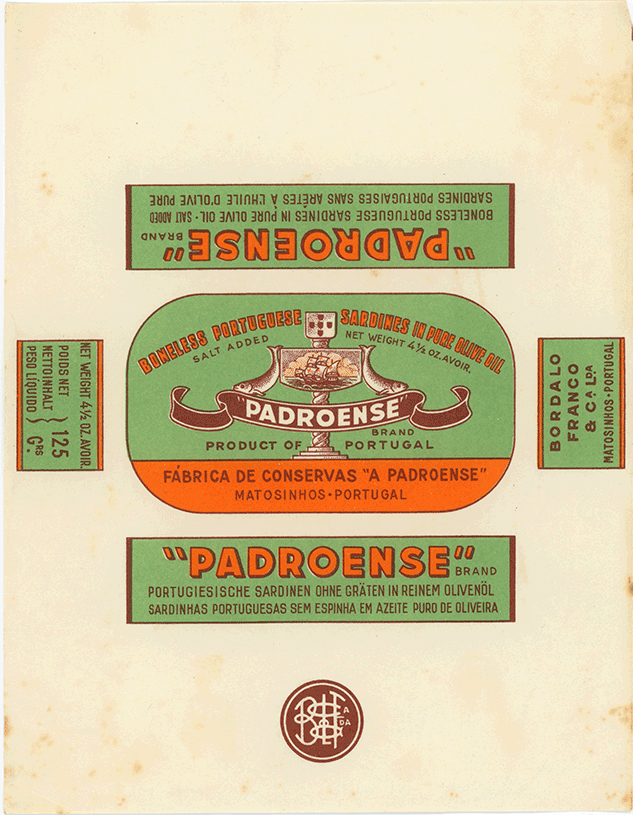 SARDINES PORTUGAISES SANS ARÊTES À L'HUILE D'OLIVE PURE
BONELESS PORTUGUESE SARDINES IN PURE OLIVE OIL • SALT ADDED
"PADROENSE" BRAND
BONELESS PORTUGUESE SARDINES IN PURE OLIVE OIL
SALT ADDED
NET WEIGHT 4½ OZ. AVOIR.
"PADROENSE"
BRAND
PRODUCT OF PORTUGAL
FÁBRICA DE CONSERVAS "A PADROENSE"
MATOSINHOS • PORTUGAL
NET WEIGHT 4½ OZ. AVOIR.
POIDS NET
NETTOINHALT
PESO LÍQUIDO
125 GRS.
BORDALO
FRANCO
& CA LDA
MATOSINHOS • PORTUGAL
"PADROENSE" BRAND
PORTUGIESISCHE SARDINEN OHNE GRÄTEN IN REINEM OLIVENÖL
SARDINHAS PORTUGUESAS SEM ESPINHA EM AZEITE PURO DE OLIVEIRA